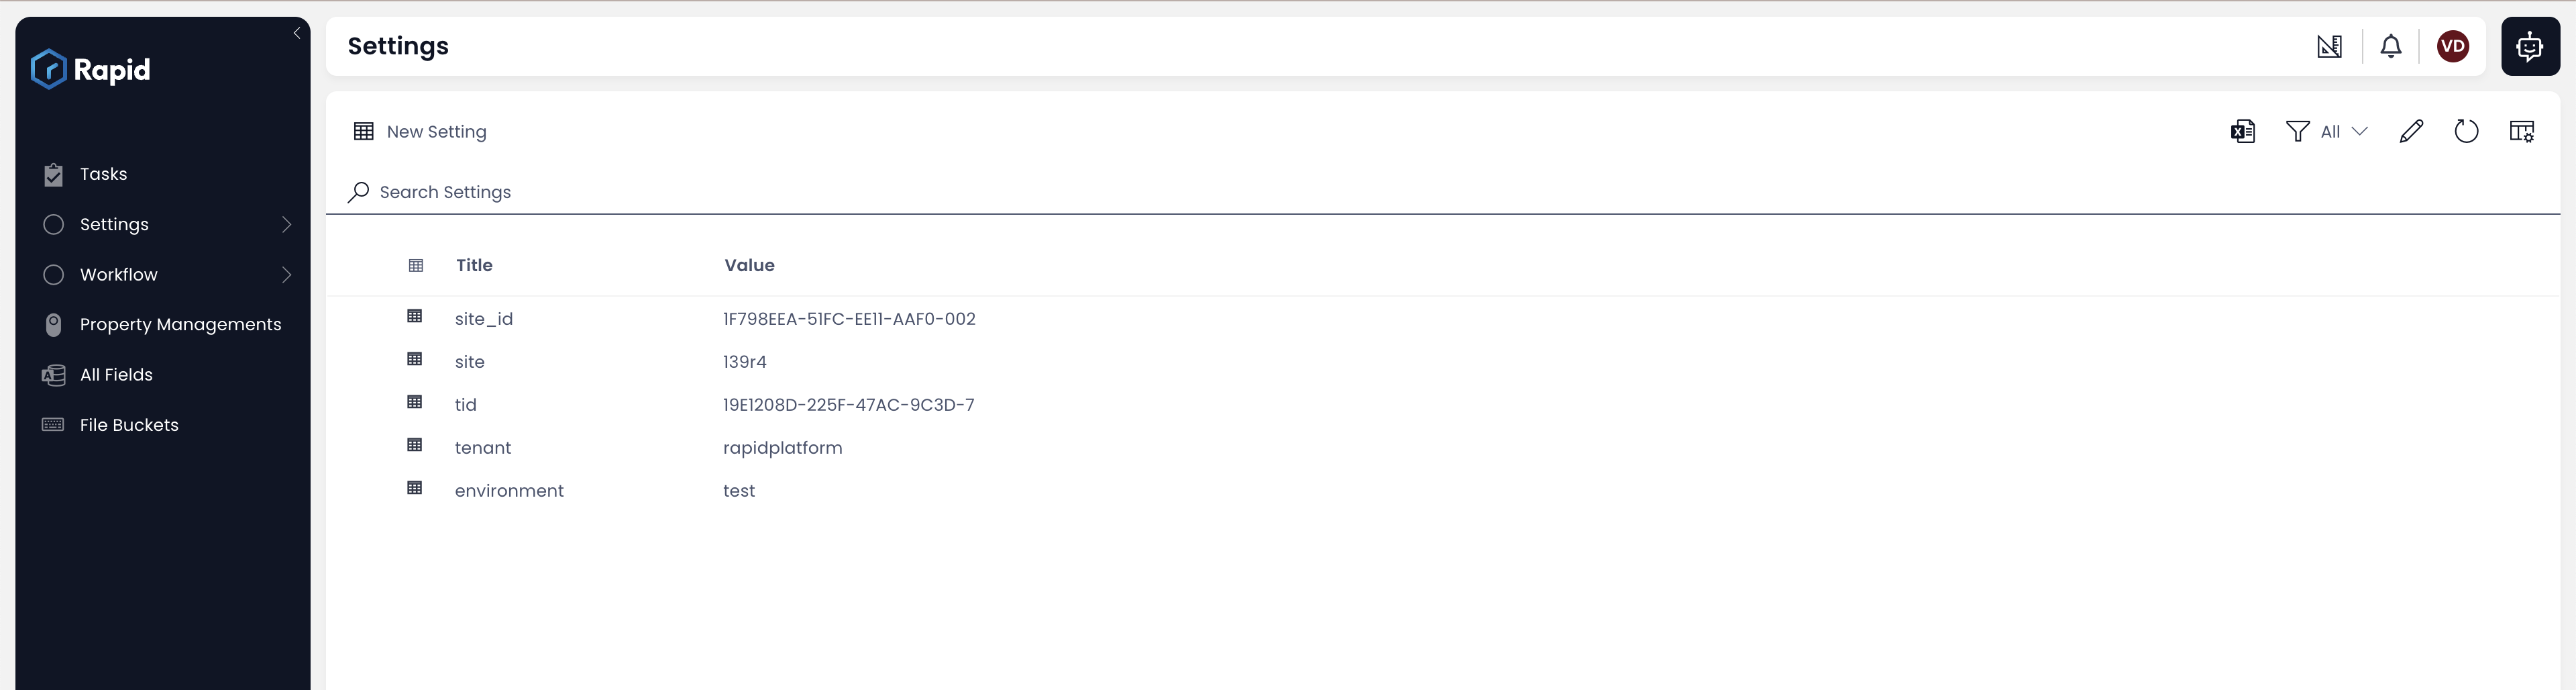 Rapid
Tasks
Settings
Workflow
Property Managements
All Fields
File Buckets
Settings
VD
New Setting
All
Search Settings
Title Value
site_id 1F798EEA-51FC-EE11-AAF0-002
site 139r4
tid 19E1208D-225F-47AC-9C3D-7
tenant rapidplatform
environment test